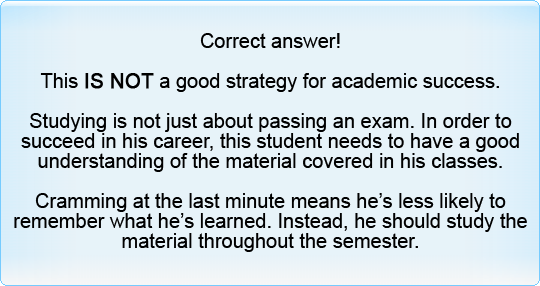 Correct answer!
This IS NOT a good strategy for academic success.
Studying is not just about passing an exam. In order to
succeed in his career, this student needs to have a good
understanding of the material covered in his classes.
Cramming at the last minute means he’s less likely to
remember what he’s learned. Instead, he should study the
material throughout the semester.